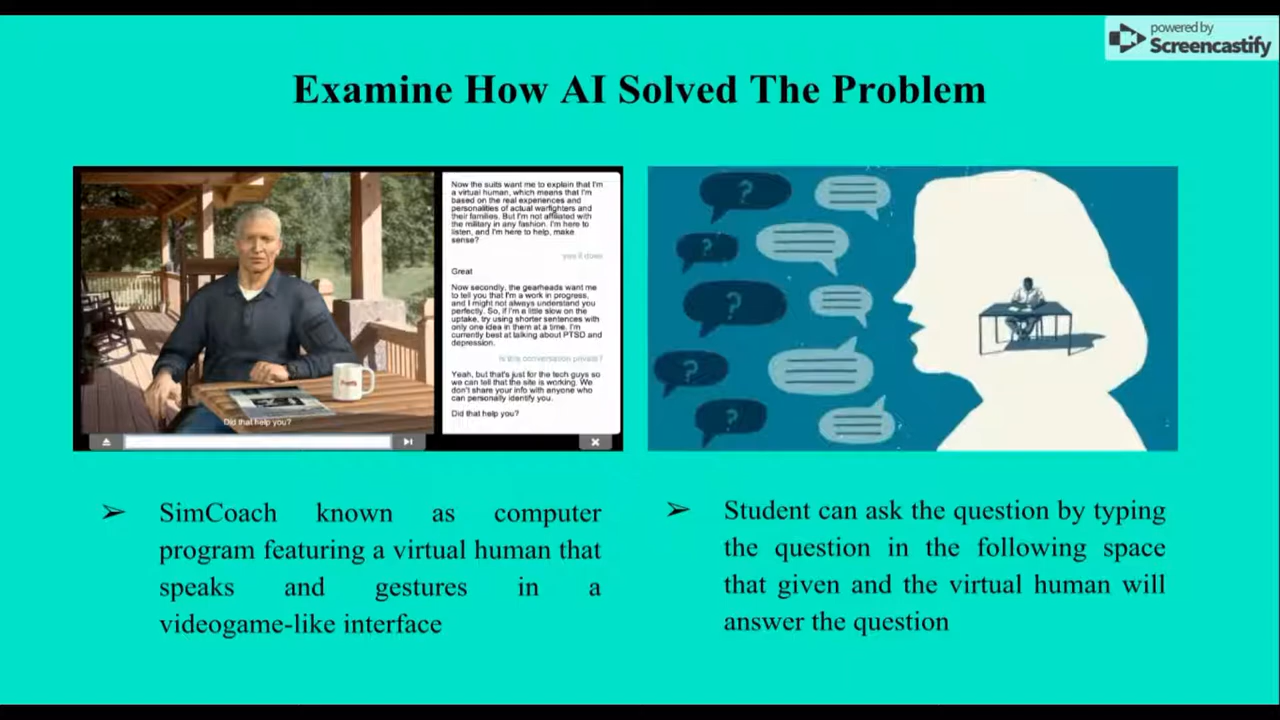 powered by
Screencastify
Examine How AI Solved The Problem
Now the suits want me to explain that I'm
a virtual human, which means that I'm
based on the real experiences and
personalities of actual warfighters and
their families. But I'm not affiliated with
the military in any fashion. I'm here to
listen, and I'm here to help, make
sense?
yes it does
Great
Now secondly, the gearheads want me
to tell you that I'm a work in progress,
and I might not always understand you
perfectly. So, if I'm a little slow on the
uptake, try using shorter sentences with
only one idea in them at a time. I'm
currently best at talking about PTSD and
depression.
is this conversation private?
Yeah, but that's just for the tech guys so
we can tell that the site is working. We
don't share your info with anyone who
can personally identify you.
Did that help you?
Did that help you?
?
?
?
?
?
➢ SimCoach known as computer
program featuring a virtual human that
speaks and gestures in a
videogame-like interface
➢ Student can ask the question by typing
the question in the following space
that given and the virtual human will
answer the question